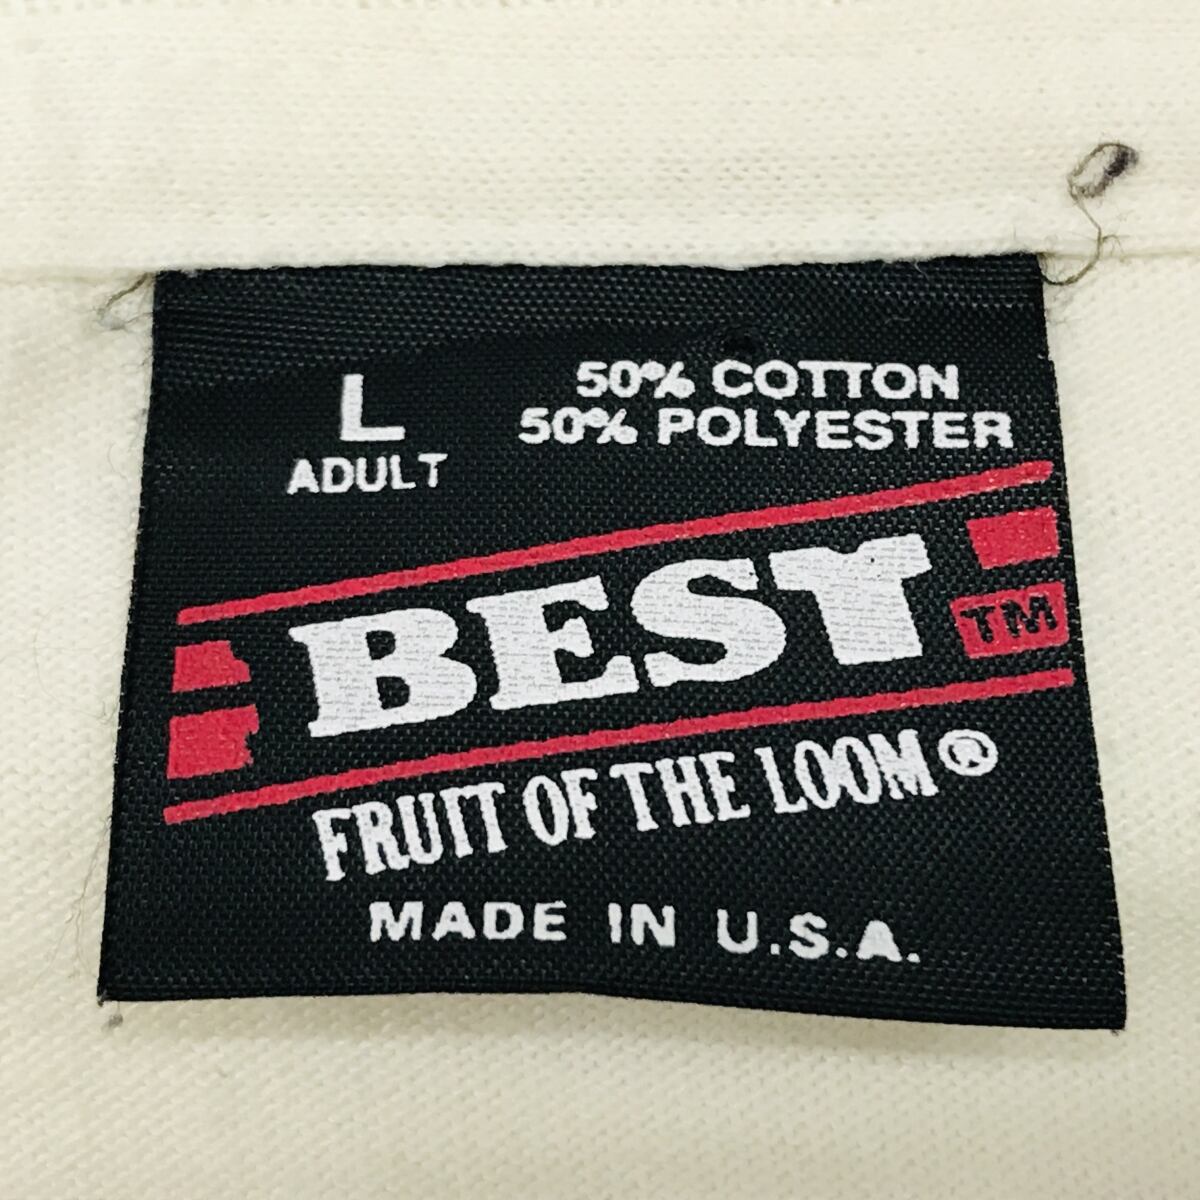 L
ADULT
50% COTTON
50% POLYESTER
BEST TM
FRUIT OF THE LOOM®
MADE IN U.S.A.